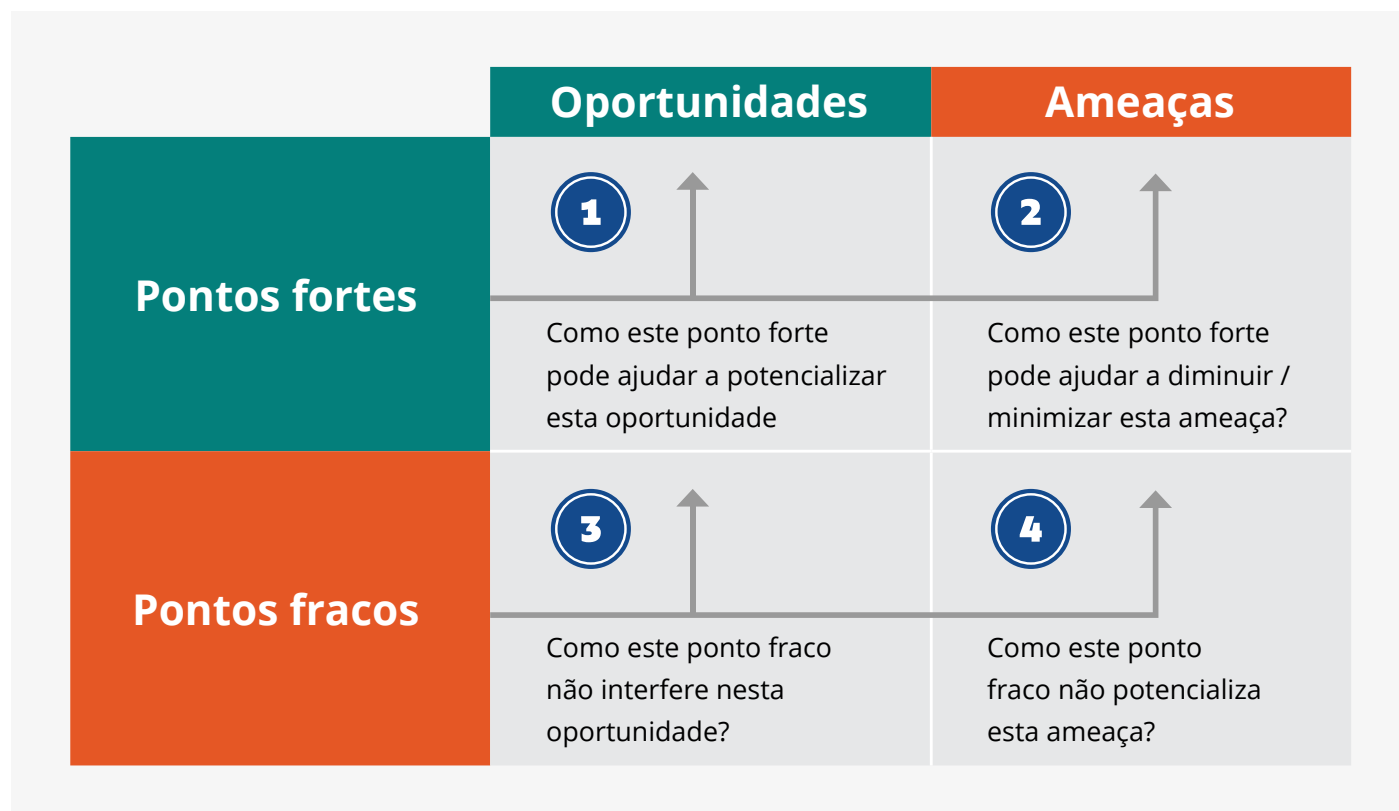 Oportunidades
Ameaças
Pontos fortes
1
Como este ponto forte
pode ajudar a potencializar
esta oportunidade
2
Como este ponto forte
pode ajudar a diminuir /
minimizar esta ameaça?
Pontos fracos
3
Como este ponto fraco
não interfere nesta
oportunidade?
4
Como este ponto
fraco não potencializa
esta ameaça?